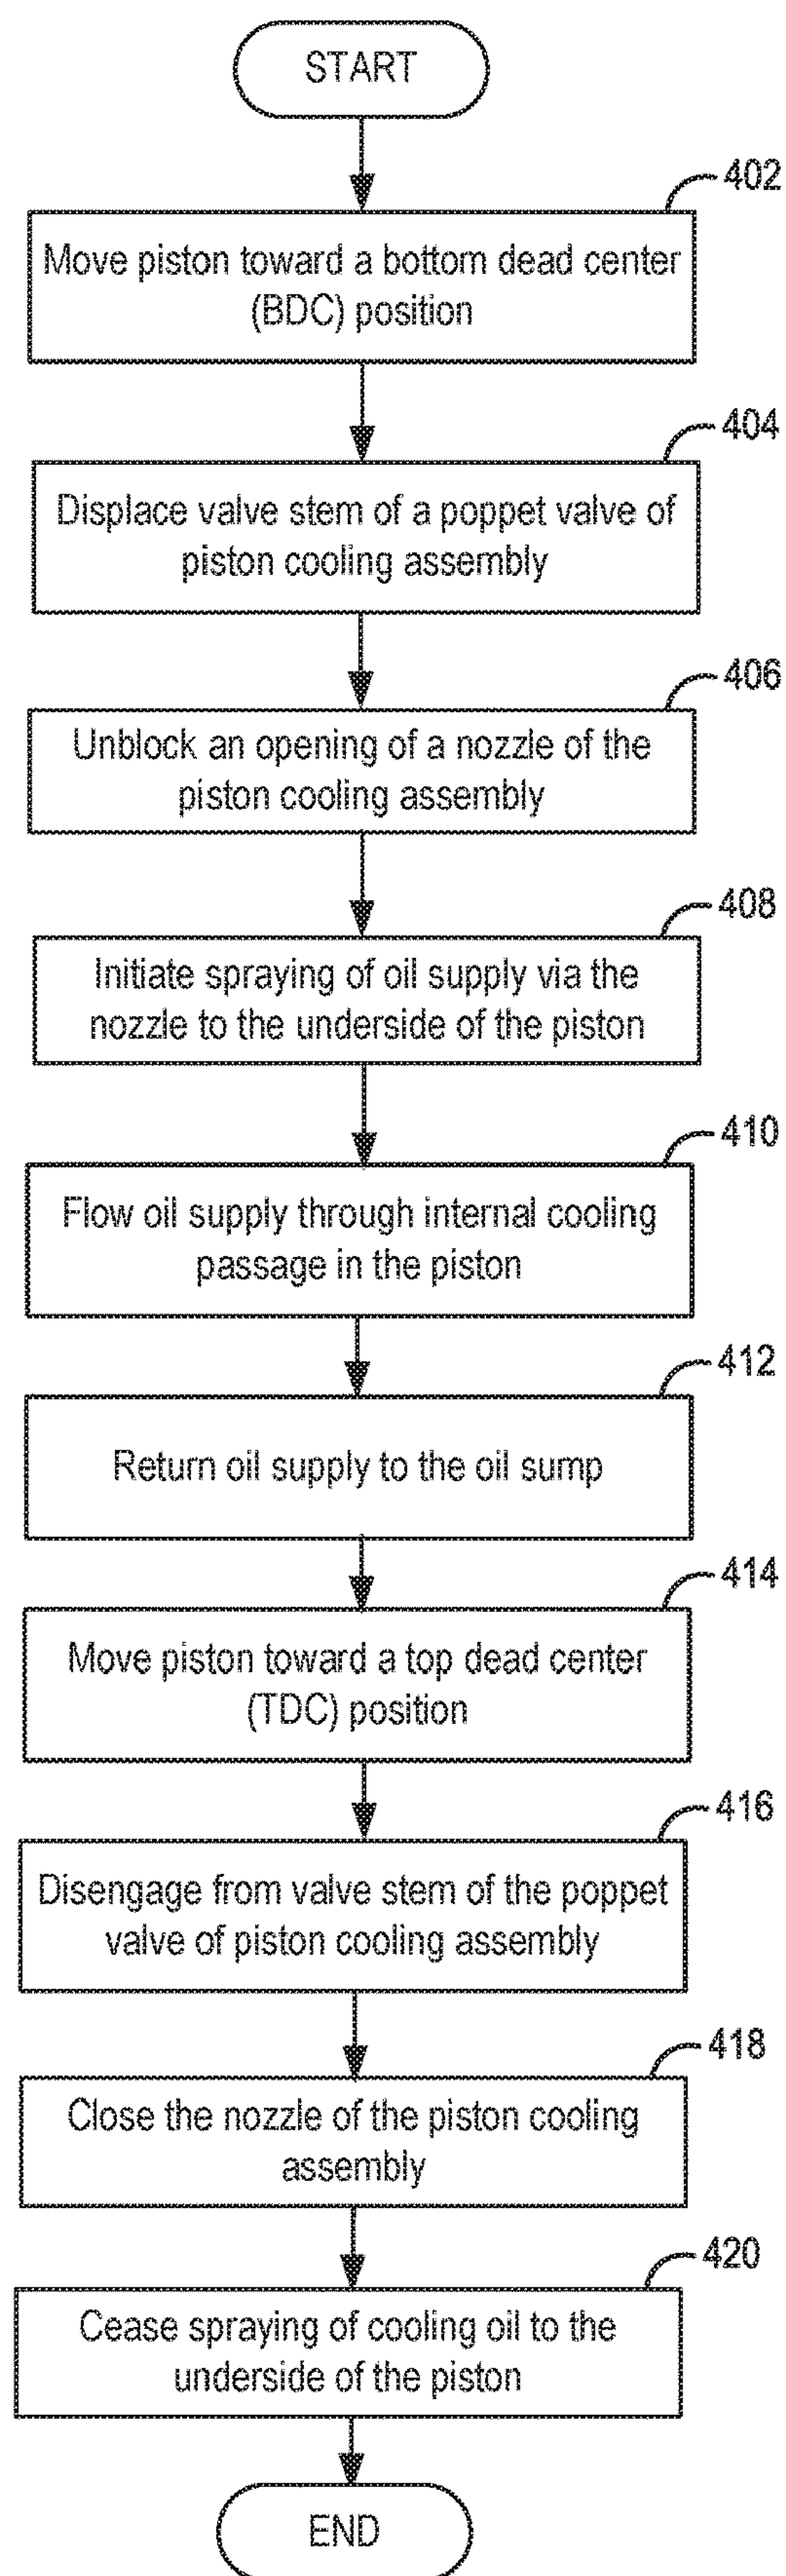 START
402
Move piston toward a bottom dead center
(BDC) position
404
Displace valve stem of a poppet valve of
piston cooling assembly
406
Unblock an opening of a nozzle of the
piston cooling assembly
408
Initiate spraying of oil supply via the
nozzle to the underside of the piston
410
Flow oil supply through internal cooling
passage in the piston
412
Return oil supply to the oil sump
414
Move piston toward a top dead center
(TDC) position
416
Disengage from valve stem of the poppet
valve of piston cooling assembly
418
Close the nozzle of the piston cooling
assembly
420
Cease spraying of cooling oil to the
underside of the piston
END